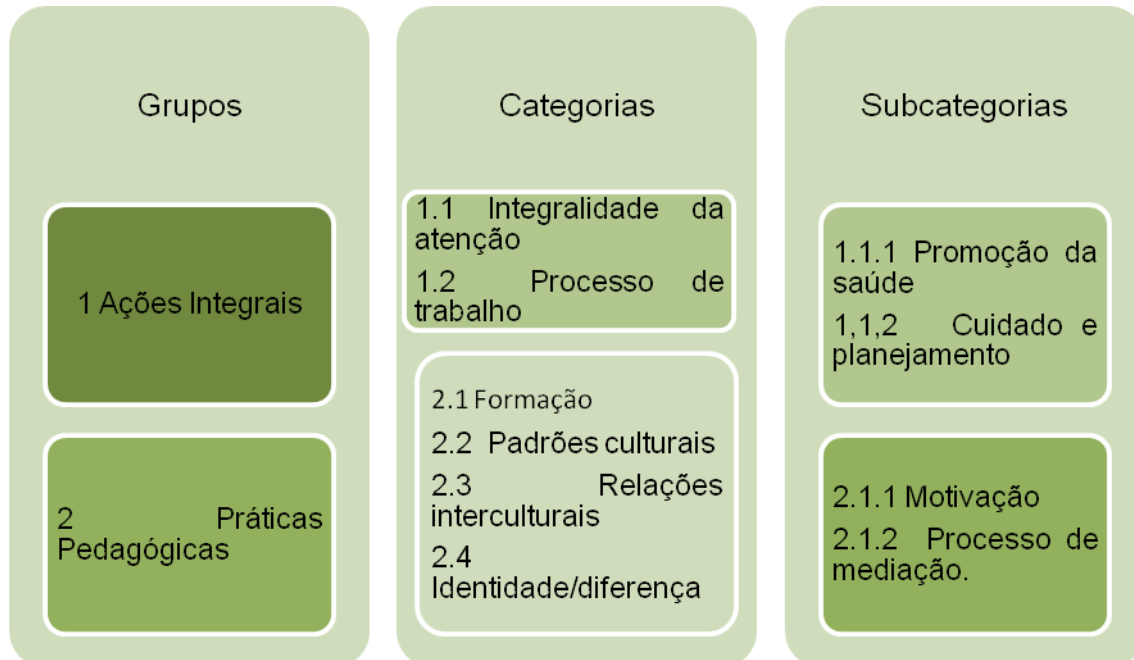 Grupos
1 Ações Integrais
2 Práticas
Pedagógicas
Categorias
1.1 Integralidade da
atenção
1.2 Processo de
trabalho
2.1 Formação
2.2 Padrões culturais
2.3 Relações
interculturais
2.4
Identidade/diferença
Subcategorias
1.1.1 Promoção da
saúde
1,1,2 Cuidado e
planejamento
2.1.1 Motivação
2.1.2 Processo de
mediação.